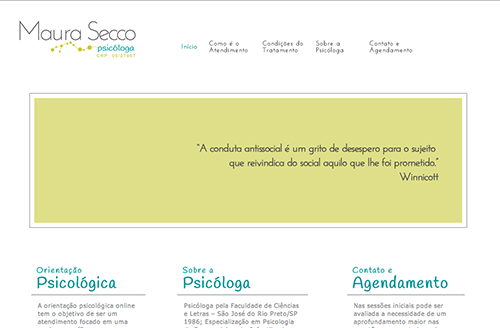 Maura Secco
psicóloga
Início
Como é o Atendimento
Condições do Tratamento
Sobre a Psicóloga
Contato e Agendamento
"A conduta antissocial é um grito de desespero para o sujeito
que reivindica do social aquilo que lhe foi prometido."
Winnicott
Orientação
Psicológica
A orientação psicológica online
tem o objetivo de ser um
atendimento focado em uma
Sobre a
Psicóloga
Psicóloga pela Faculdade de Ciências
e Letras – São José do Rio Preto/SP
1986; Especialização em Psicologia
Contato e
Agendamento
Nas sessões iniciais pode ser
avaliada a necessidade de um
aprofundamento maior nas